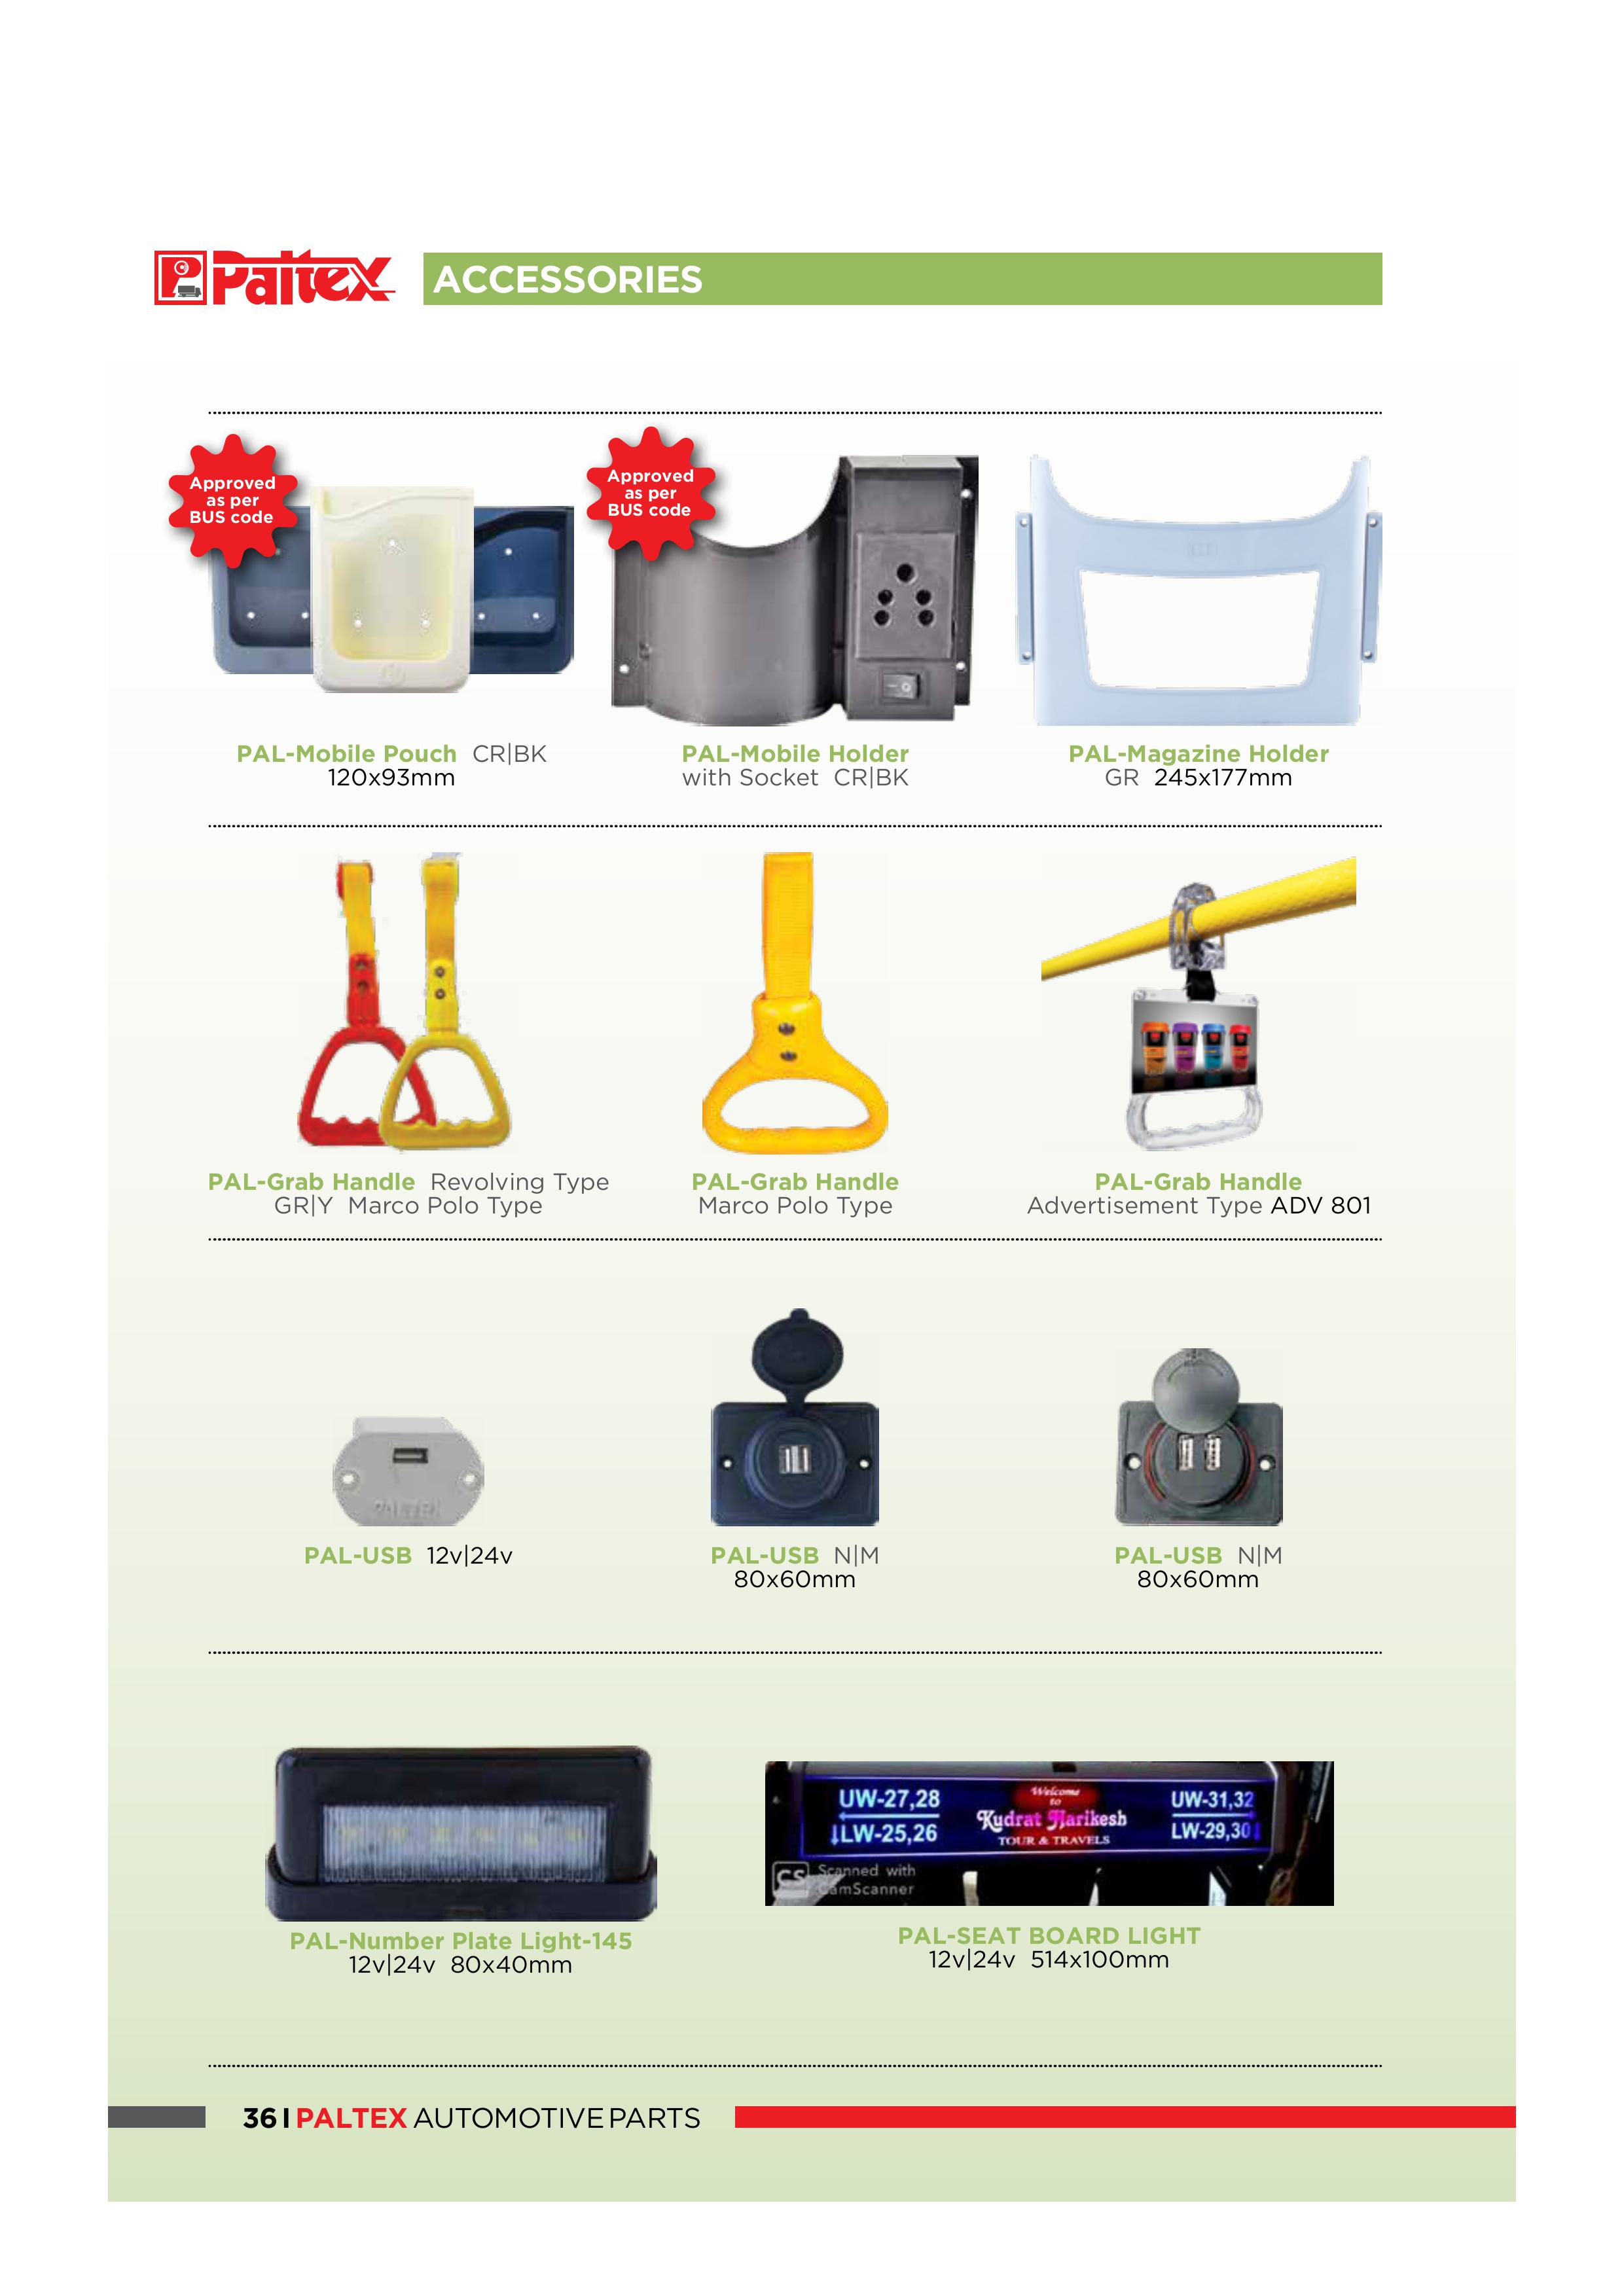 Paltex
ACCESSORIES
Approved
as per
BUS code
Approved
as per
BUS code
PAL-Mobile Pouch CR|BK
120x93mm
PAL-Mobile Holder
with Socket CR|BK
PAL-Magazine Holder
GR 245x177mm
PAL-Grab Handle Revolving Type
GR|Y Marco Polo Type
PAL-Grab Handle
Marco Polo Type
PAL-Grab Handle
Advertisement Type ADV 801
PALTEX
PAL-USB 12v|24v
PAL-USB N|M
80x60mm
PAL-USB N|M
80x60mm
UW-27,28
LW-25,26
Welcome
to
Kudrat Harikesh
TOUR & TRAVELS
UW-31,32
LW-29,30
CS Scanned with
CamScanner
PAL-Number Plate Light-145
12v|24v 80x40mm
PAL-SEAT BOARD LIGHT
12v|24v 514x100mm
36 I PALTEX AUTOMOTIVE PARTS